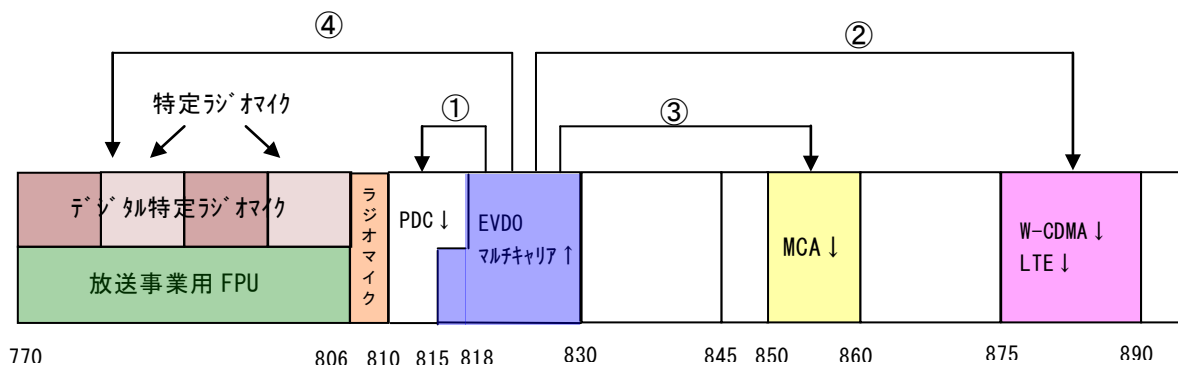 ④
②
特定ﾗｼﾞｵﾏｲｸ
①
③
ﾃﾞｼﾞﾀﾙ特定ﾗｼﾞｵﾏｲｸ
放送事業用 FPU
ラジオマイク
PDC↓
EVDO
ﾏﾙﾁｷｬﾘｱ↑
MCA↓
W-CDMA↓
LTE↓
770 806 810 815 818 830 845 850 860 875 890